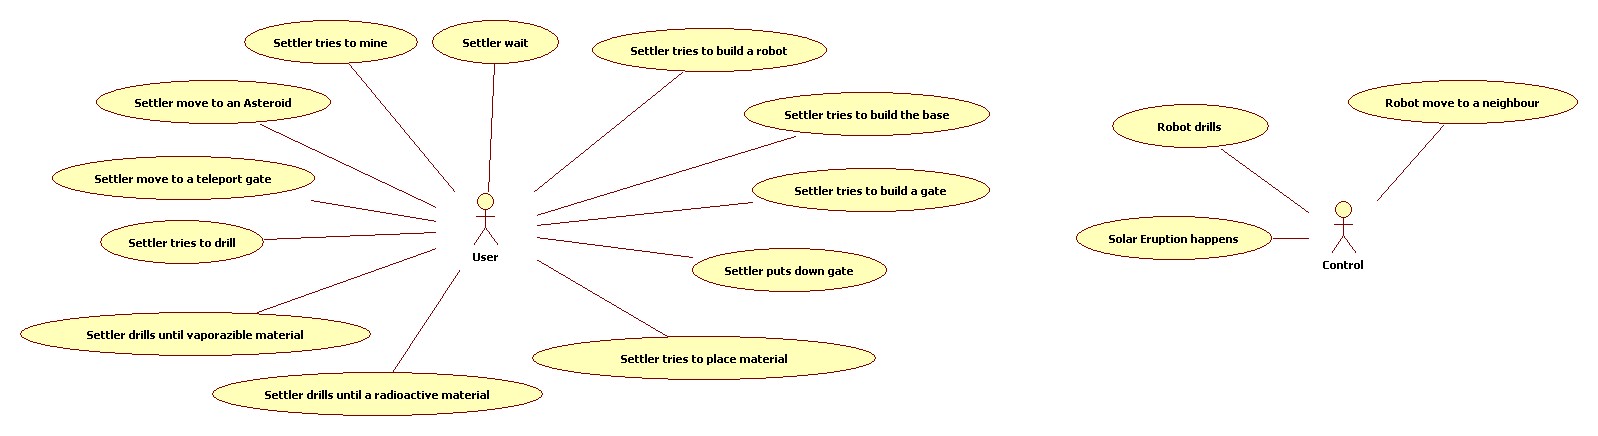 Settler tries to mine
Settler wait
Settler tries to build a robot
Settler move to an Asteroid
Settler tries to build the base
Robot drills
Robot move to a neighbour
Settler move to a teleport gate
Settler tries to build a gate
Settler tries to drill
User
Settler puts down gate
Solar Eruption happens
Control
Settler drills until vaporazible material
Settler tries to place material
Settler drills until a radioactive material